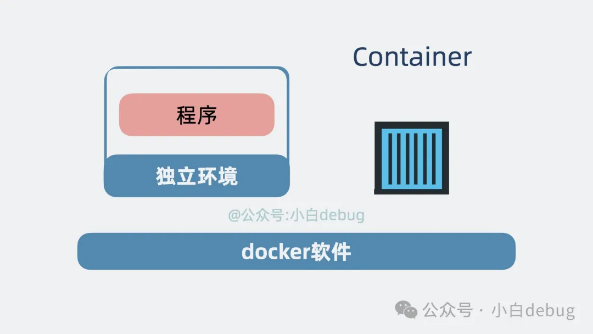 Container
程序
独立环境
@公众号:小白debug
docker软件
公众号 · 小白debug